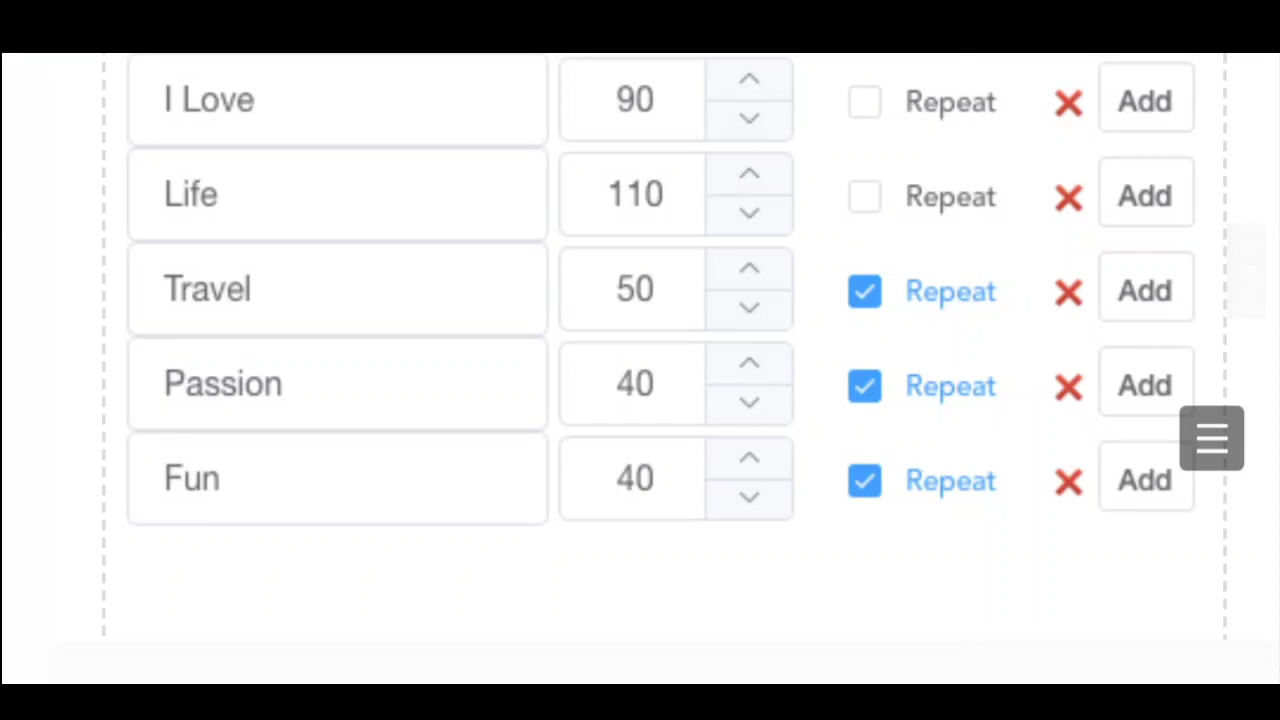 I Love 90 Repeat Add
Life 110 Repeat Add
Travel 50 Repeat Add
Passion 40 Repeat Add
Fun 40 Repeat Add